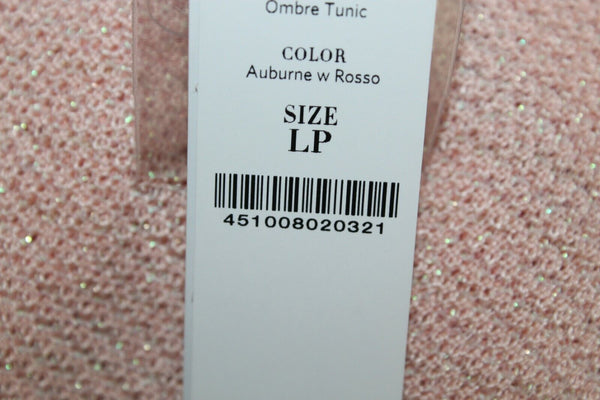 Ombre Tunic
COLOR
Auburne w Rosso
SIZE
LP
451008020321